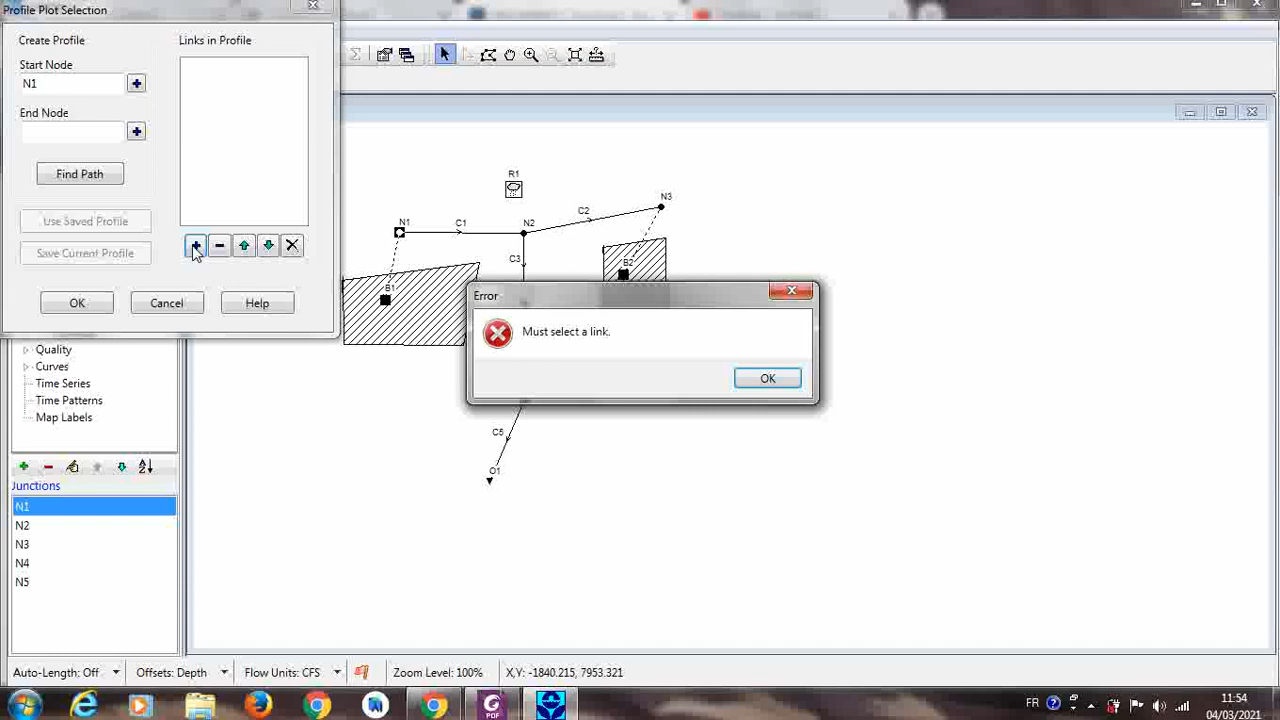 Profile Plot Selection
Create Profile
Links in Profile
Start Node
N1
End Node
Find Path
Use Saved Profile
Save Current Profile
OK
Cancel
Help
R1
N3
C2
N1
C1
N2
C3
B2
B1
Error
Must select a link.
OK
C5
O1
Quality
Curves
Time Series
Time Patterns
Map Labels
Junctions
N1
N2
N3
N4
N5
Auto-Length: Off
Offsets: Depth
Flow Units: CFS
Zoom Level: 100%
X,Y: -1840.215, 7953.321
PDF
FR
11:54
04/03/2021